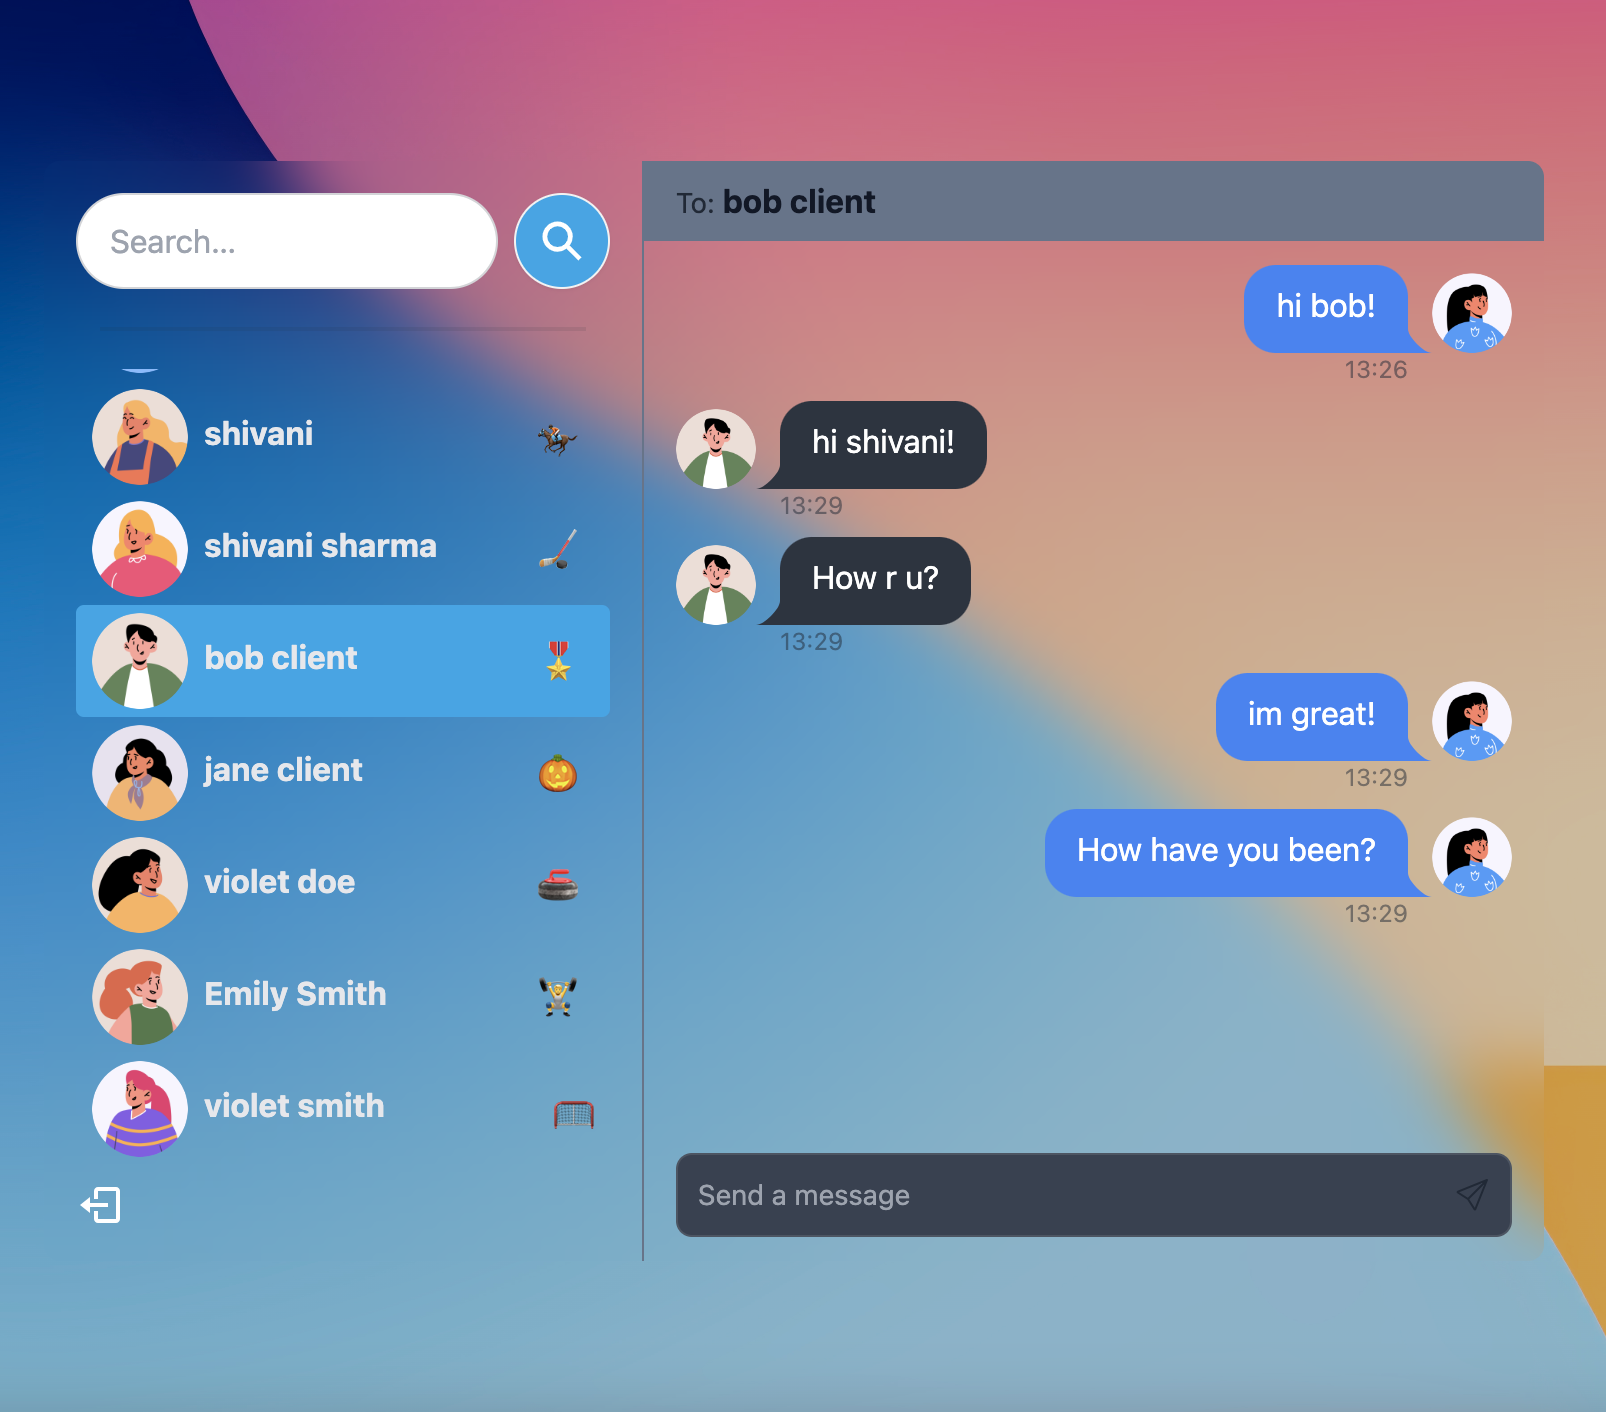 Search...
shivani
shivani sharma
bob client
jane client
violet doe
Emily Smith
violet smith
To: bob client
hi bob!
13:26
hi shivani!
13:29
How r u?
13:29
im great!
13:29
How have you been?
13:29
Send a message